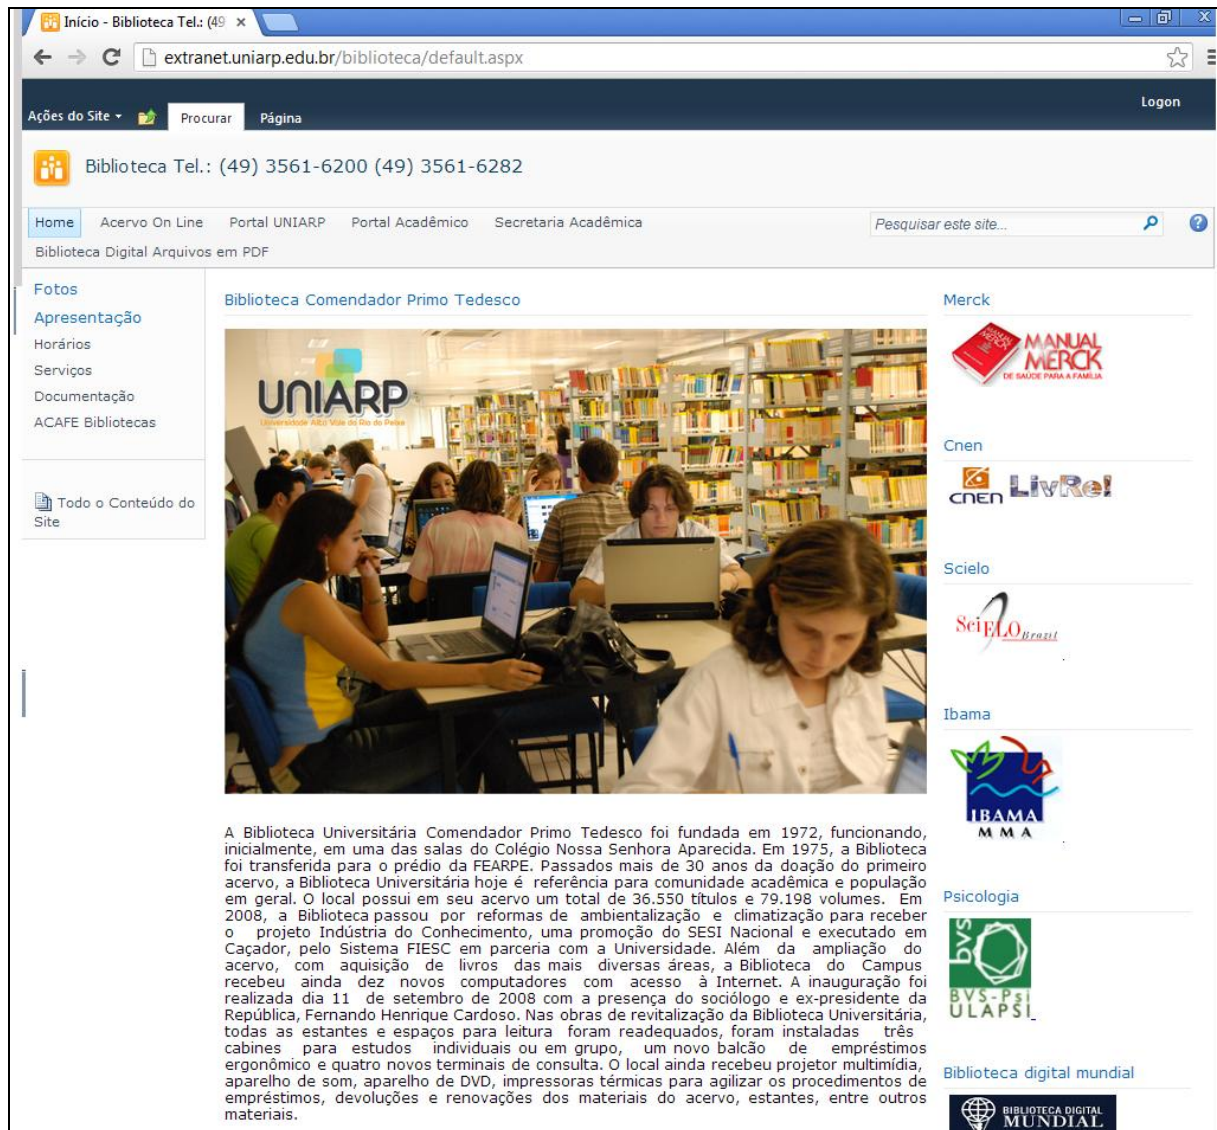 Início - Biblioteca Tel.: (49
extranet.uniarp.edu.br/biblioteca/default.aspx
Logon
Ações do Site
Procurar
Página
Biblioteca Tel.: (49) 3561-6200 (49) 3561-6282
Home Acervo On Line Portal UNIARP Portal Acadêmico Secretaria Acadêmica
Pesquisar este site...
Biblioteca Digital Arquivos em PDF
Fotos
Apresentação
Horários
Serviços
Documentação
ACAFE Bibliotecas
Todo o Conteúdo do
Site
Biblioteca Comendador Primo Tedesco
UNIARP
Universidade Alto Vale do Rio do Peixe
A Biblioteca Universitária Comendador Primo Tedesco foi fundada em 1972, funcionando,
inicialmente, em uma das salas do Colégio Nossa Senhora Aparecida. Em 1975, a Biblioteca
foi transferida para o prédio da FEARPE. Passados mais de 30 anos da doação do primeiro
acervo, a Biblioteca Universitária hoje é referência para comunidade acadêmica e população
em geral. O local possui em seu acervo um total de 36.550 títulos e 79.198 volumes. Em
2008, a Biblioteca passou por reformas de ambientalização e climatização para receber
o projeto Indústria do Conhecimento, uma promoção do SESI Nacional e executado em
Caçador, pelo Sistema FIESC em parceria com a Universidade. Além da ampliação do
acervo, com aquisição de livros das mais diversas áreas, a Biblioteca do Campus
recebeu ainda dez novos computadores com acesso à Internet. A inauguração foi
realizada dia 11 de setembro de 2008 com a presença do sociólogo e ex-presidente da
República, Fernando Henrique Cardoso. Nas obras de revitalização da Biblioteca Universitária,
todas as estantes e espaços para leitura foram readequados, foram instaladas três
cabines para estudos individuais ou em grupo, um novo balcão de empréstimos
ergonômico e quatro novos terminais de consulta. O local ainda recebeu projetor multimídia,
aparelho de som, aparelho de DVD, impressoras térmicas para agilizar os procedimentos de
empréstimos, devoluções e renovações dos materiais do acervo, estantes, entre outros
materiais.
Merck
MANUAL
MERCK
DE SAÚDE PARA A FAMÍLIA
Cnen
CNEN LivRe!
Scielo
SciELO Brazil
Ibama
IBAMA
M M A
Psicologia
bvs
BVS-Psi
ULAPSI
Biblioteca digital mundial
BIBLIOTECA DIGITAL
MUNDIAL